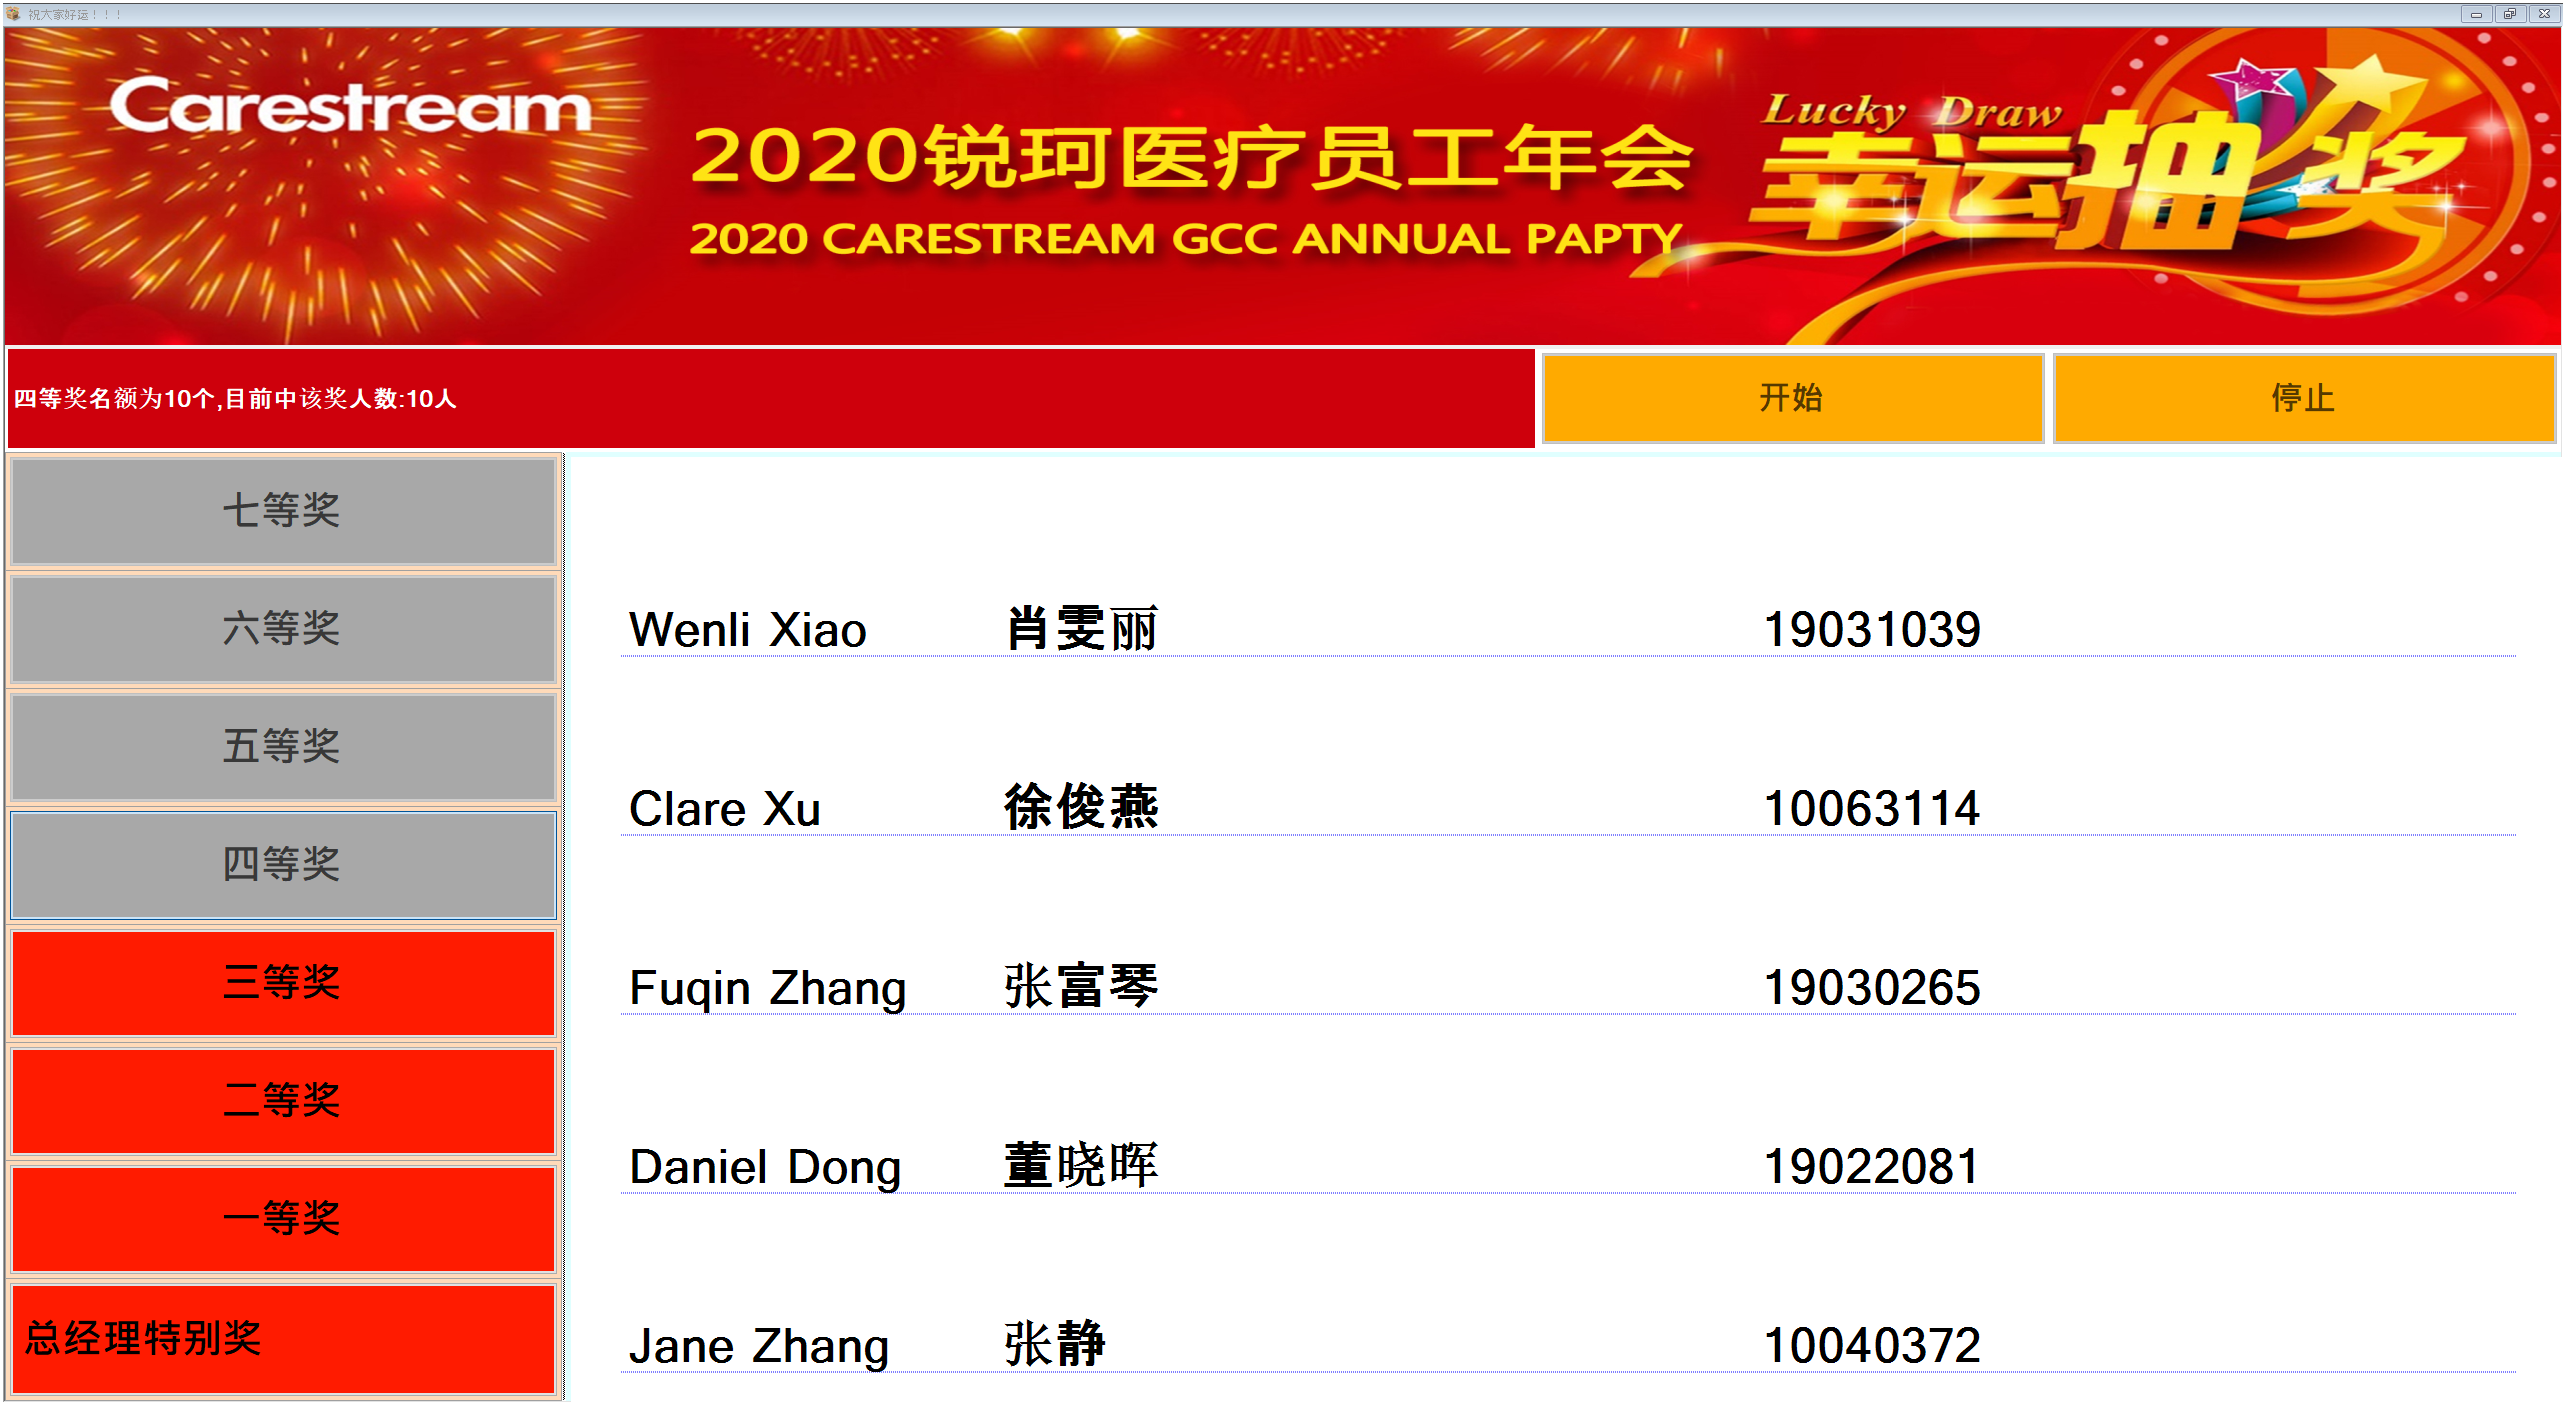 祝大家好运！！！
Carestream
2020锐珂医疗员工年会
2020 CARESTREAM GCC ANNUAL PAPTY
Lucky Draw
幸运抽奖
四等奖名额为10个,目前中该奖人数:10人
开始
停止
七等奖
六等奖
五等奖
四等奖
三等奖
二等奖
一等奖
总经理特别奖
Wenli Xiao 肖雯丽 19031039
Clare Xu 徐俊燕 10063114
Fuqin Zhang 张富琴 19030265
Daniel Dong 董晓晖 19022081
Jane Zhang 张静 10040372